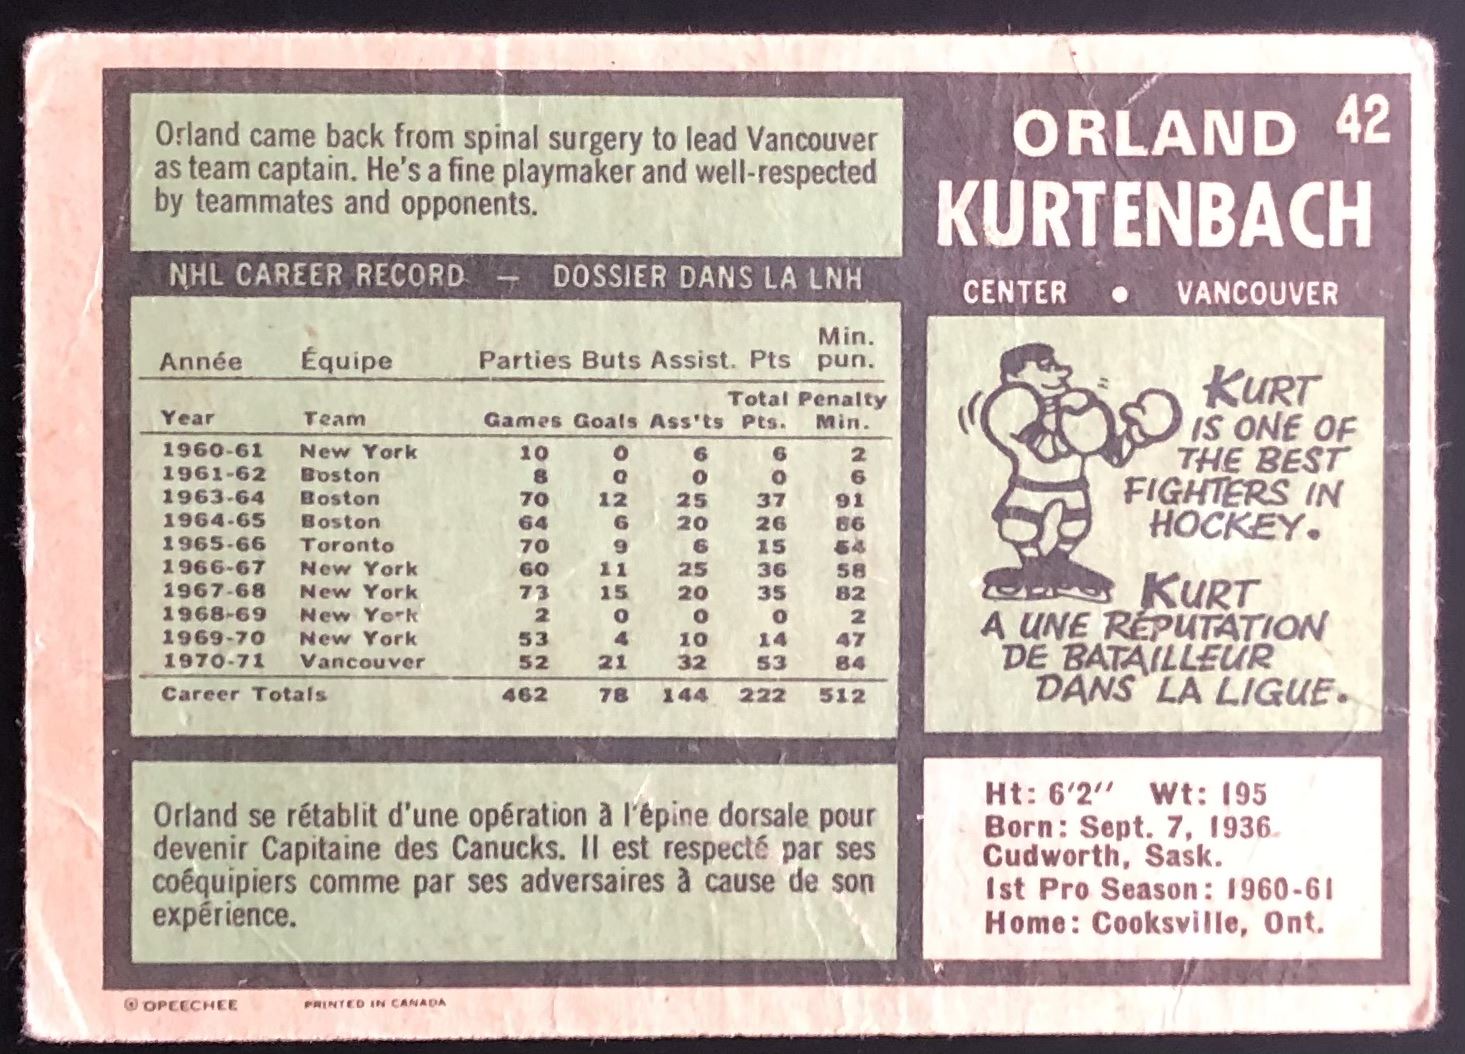 Orland came back from spinal surgery to lead Vancouver
as team captain. He's a fine playmaker and well-respected
by teammates and opponents.
NHL CAREER RECORD — DOSSIER DANS LA LNH
Min.
Année Équipe Parties Buts Assist. Pts pun.
Total Penalty
Year Team Games Goals Ass'ts Pts. Min.
1960-61 New York 10 0 6 6 2
1961-62 Boston 8 0 0 0 6
1963-64 Boston 70 12 25 37 91
1964-65 Boston 64 6 20 26 86
1965-66 Toronto 70 9 6 15 54
1966-67 New York 60 11 25 36 58
1967-68 New York 73 15 20 35 82
1968-69 New York 2 0 0 0 2
1969-70 New York 53 4 10 14 47
1970-71 Vancouver 52 21 32 53 84
Career Totals 462 78 144 222 512
Orland se rétablit d'une opération à l'épine dorsale pour
devenir Capitaine des Canucks. Il est respecté par ses
coéquipiers comme par ses adversaires à cause de son
expérience.
© OPEECHEE PRINTED IN CANADA
42
ORLAND
KURTENBACH
CENTER • VANCOUVER
KURT
IS ONE OF
THE BEST
FIGHTERS IN
HOCKEY.
KURT
A UNE RÉPUTATION
DE BATAILLEUR
DANS LA LIGUE.
Ht: 6'2" Wt: 195
Born: Sept. 7, 1936
Cudworth, Sask.
1st Pro Season: 1960-61
Home: Cooksville, Ont.